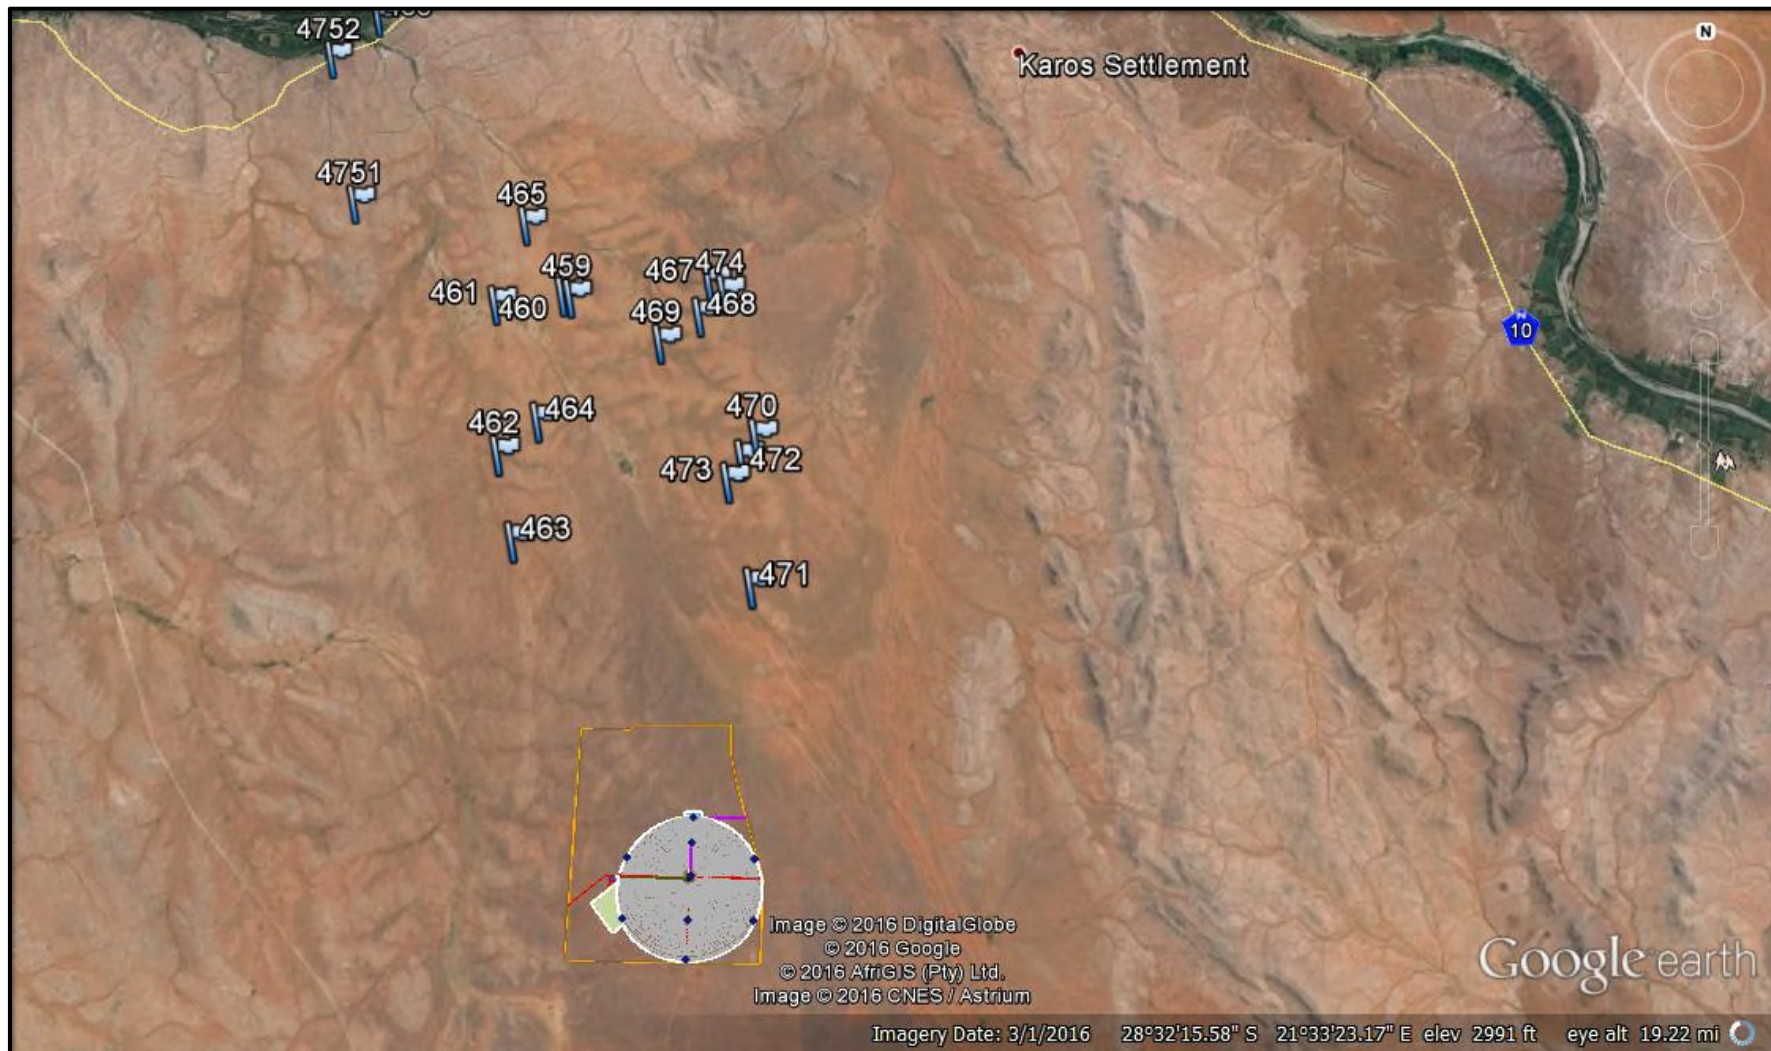 4752
N
Karos Settlement
4751
465
459
467
474
461
460
469
468
10
470
462
464
473
472
463
471
Image © 2016 DigitalGlobe
© 2016 Google
© 2016 AfriGIS (Pty) Ltd.
Image © 2016 CNES / Astrium
Google earth
Imagery Date: 3/1/2016 28°32'15.58" S 21°33'23.17" E elev 2991 ft eye alt 19.22 mi